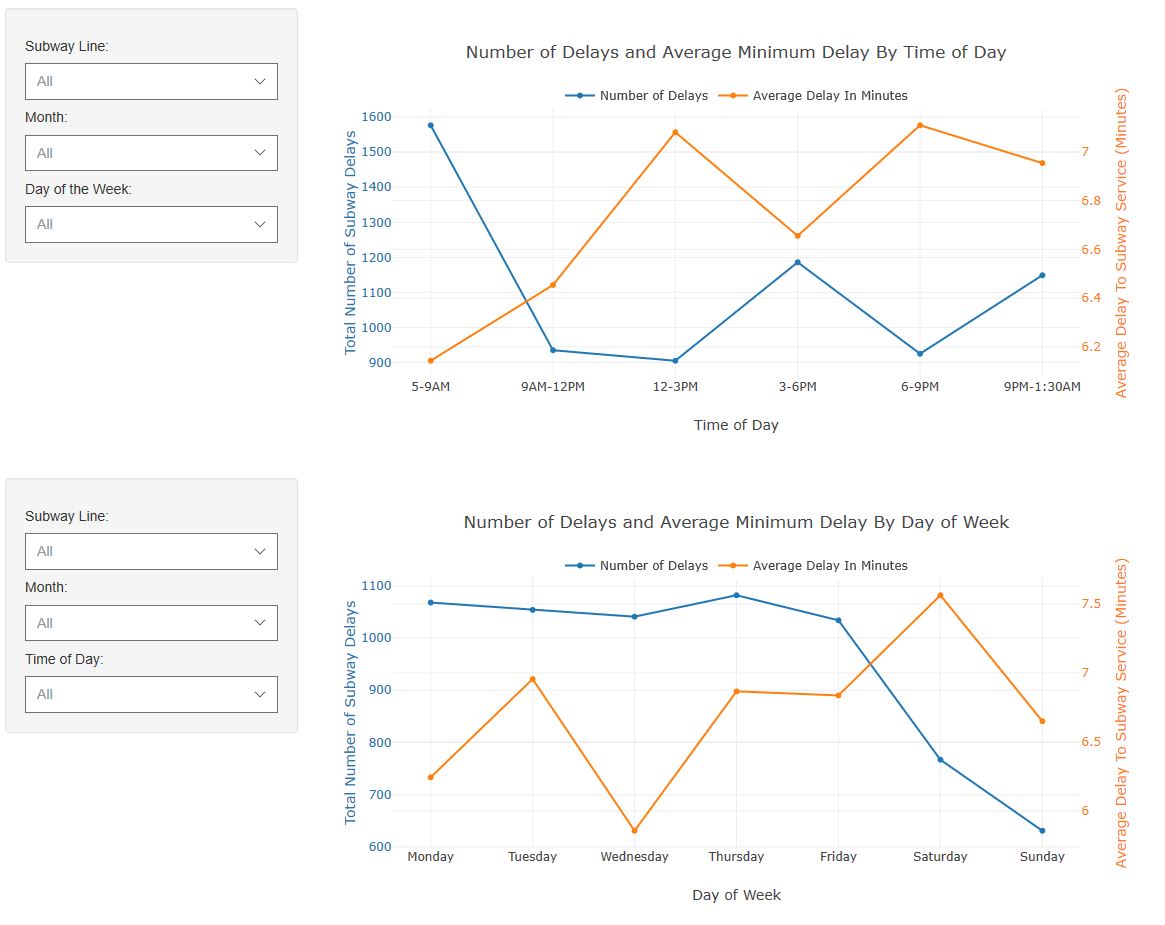 Subway Line:
All
Month:
All
Day of the Week:
All
Number of Delays and Average Minimum Delay By Time of Day
Number of Delays
Average Delay In Minutes
Total Number of Subway Delays
1600
1500
1400
1300
1200
1100
1000
900
7
6.8
6.6
6.4
6.2
Average Delay To Subway Service (Minutes)
5-9AM 9AM-12PM 12-3PM 3-6PM 6-9PM 9PM-1:30AM
Time of Day
Subway Line:
All
Month:
All
Time of Day:
All
Number of Delays and Average Minimum Delay By Day of Week
Number of Delays
Average Delay In Minutes
Total Number of Subway Delays
1100
1000
900
800
700
600
7.5
7
6.5
6
Average Delay To Subway Service (Minutes)
Monday Tuesday Wednesday Thursday Friday Saturday Sunday
Day of Week